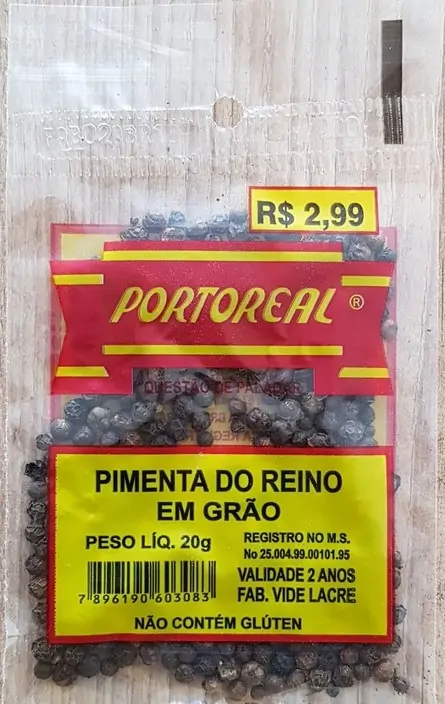 R$ 2,99
PORTOREAL ®
QUESTÃO DE PALADAR
PIMENTA DO REINO
EM GRÃO
PESO LÍQ. 20g
REGISTRO NO M.S.
No 25.004.99.00101.95
VALIDADE 2 ANOS
FAB. VIDE LACRE
7 896190 603083
NÃO CONTÉM GLÚTEN